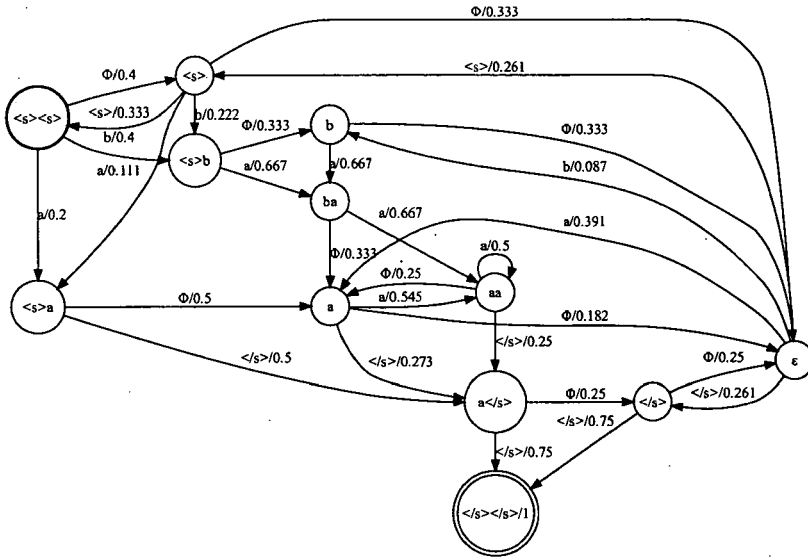 Φ/0.333
<s>
Φ/0.4
<s>/0.261
<s><s>
<s>/0.333
b/0.222
b/0.4
Φ/0.333
b
Φ/0.333
<s>b
a/0.111
a/0.667
a/0.667
b/0.087
ba
a/0.667
a/0.2
a/0.391
Φ/0.333
a/0.5
Φ/0.25
aa
<s>a
Φ/0.5
a
a/0.545
Φ/0.182
</s>/0.5
</s>/0.273
</s>/0.25
ε
Φ/0.25
</s>/0.261
a</s>
Φ/0.25
</s>
</s>/0.75
</s>/0.75
</s></s>/1